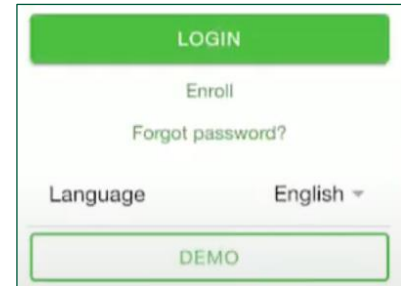 LOGIN
Enroll
Forgot password?
Language English
DEMO